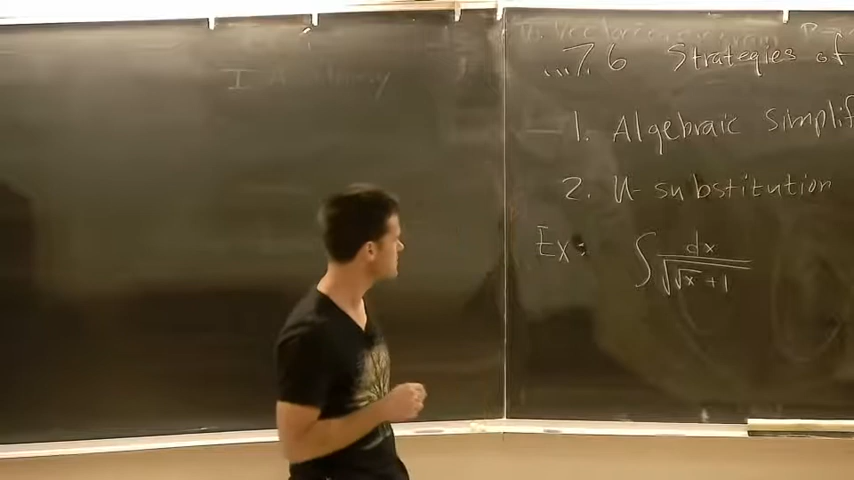 7.6 Strategies of
1. Algebraic Simplif
2. U-substitution
Ex: ∫ dx / √(√x + 1)